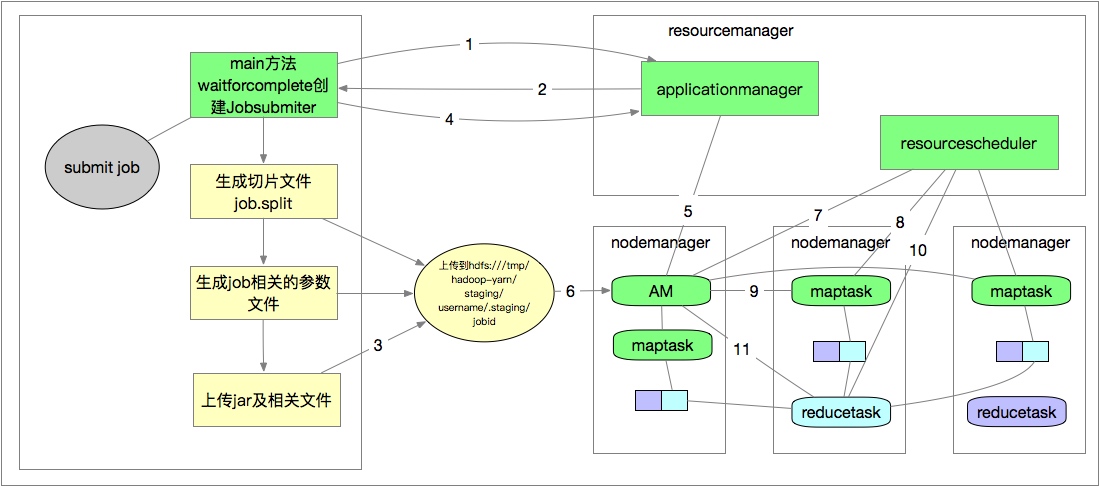 resourcemanager
main方法
waitforcomplete创
建Jobsubmiter
1
applicationmanager
2
4
submit job
resourcescheduler
生成切片文件
job.split
5
7
8
10
nodemanager
nodemanager
nodemanager
生成job相关的参数
文件
上传到hdfs:///tmp/
hadoop-yarn/
staging/
username/.staging/
jobid
6
AM
9
maptask
maptask
3
maptask
11
上传jar及相关文件
reducetask
reducetask